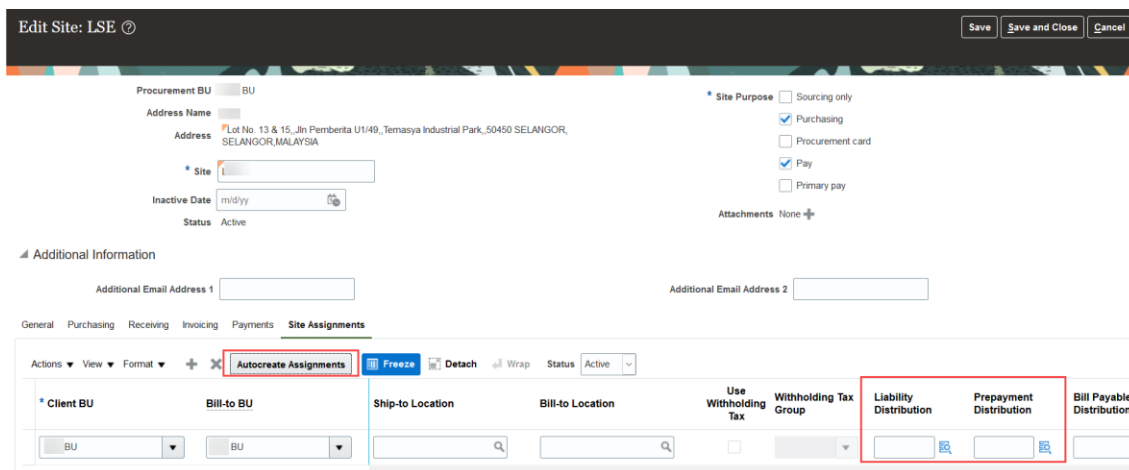 Edit Site: LSE
Save Save and Close Cancel
Procurement BU BU
Address Name
Address Lot No. 13 & 15,,Jln Pemberita U1/49,,Temasya Industrial Park,,50450 SELANGOR,
SELANGOR,MALAYSIA
* Site
Inactive Date m/d/yy
Status Active
* Site Purpose Sourcing only
Purchasing
Procurement card
Pay
Primary pay
Attachments None
Additional Information
Additional Email Address 1 Additional Email Address 2
General Purchasing Receiving Invoicing Payments Site Assignments
Actions View Format Autocreate Assignments Freeze Detach Wrap Status Active
* Client BU Bill-to BU Ship-to Location Bill-to Location Use Withholding Tax Withholding Tax Group Liability Distribution Prepayment Distribution Bill Payable Distribution
BU BU